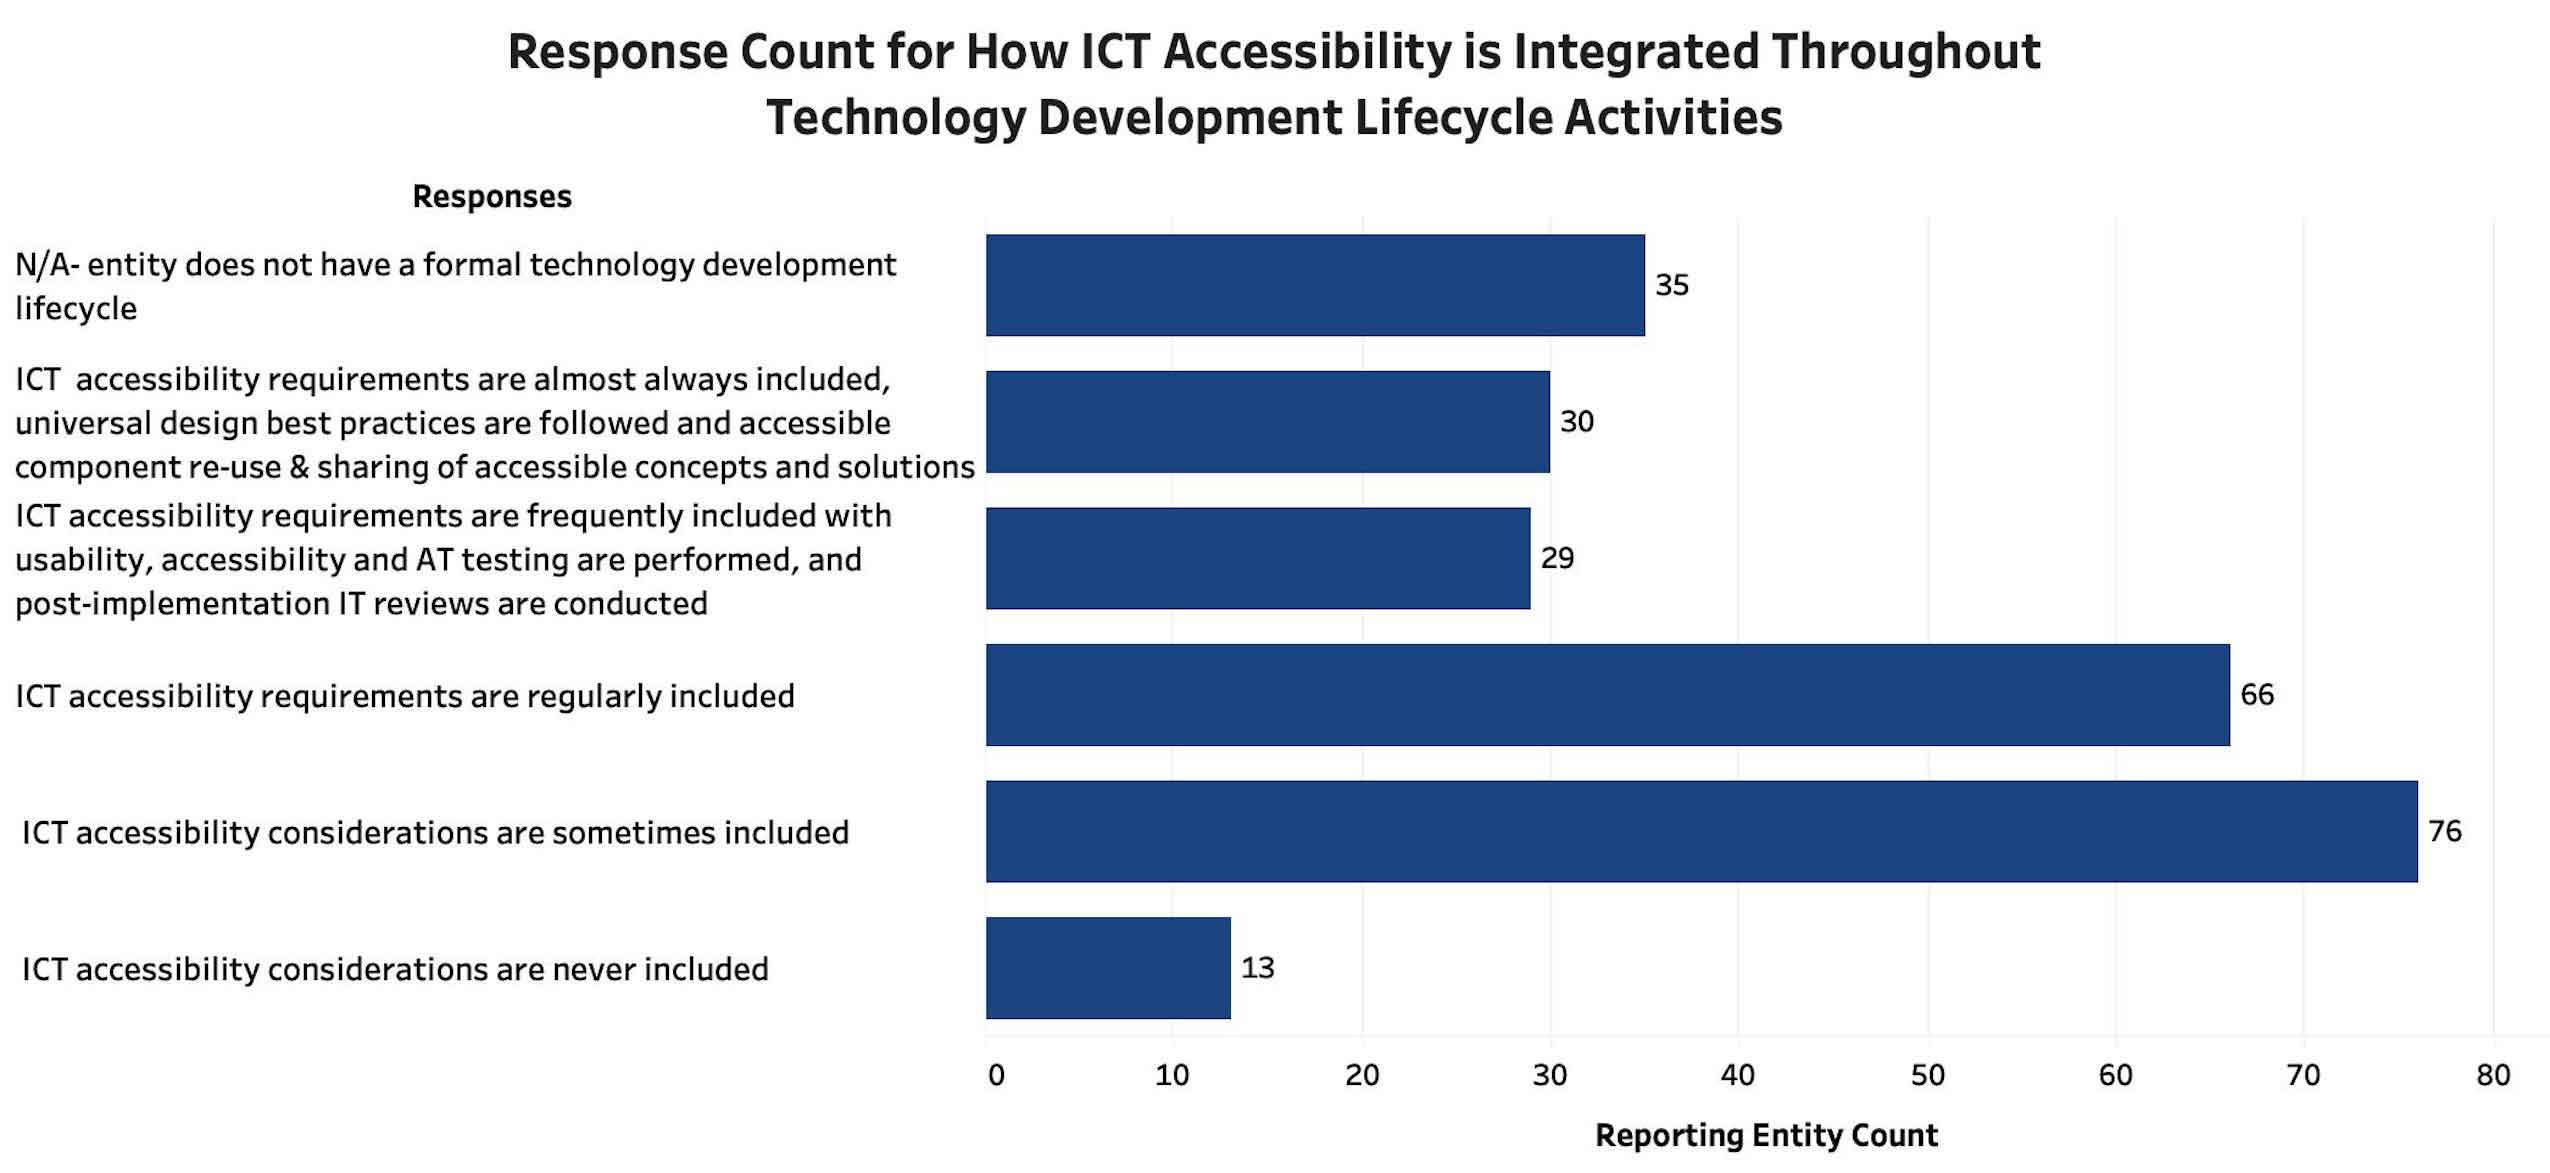 Response Count for How ICT Accessibility is Integrated Throughout
Technology Development Lifecycle Activities
Responses
N/A- entity does not have a formal technology development
lifecycle
35
ICT  accessibility requirements are almost always included,
universal design best practices are followed and accessible
component re-use & sharing of accessible concepts and solutions
30
ICT accessibility requirements are frequently included with
usability, accessibility and AT testing are performed, and
post-implementation IT reviews are conducted
29
ICT accessibility requirements are regularly included
66
ICT accessibility considerations are sometimes included
76
ICT accessibility considerations are never included
13
0 10 20 30 40 50 60 70 80
Reporting Entity Count